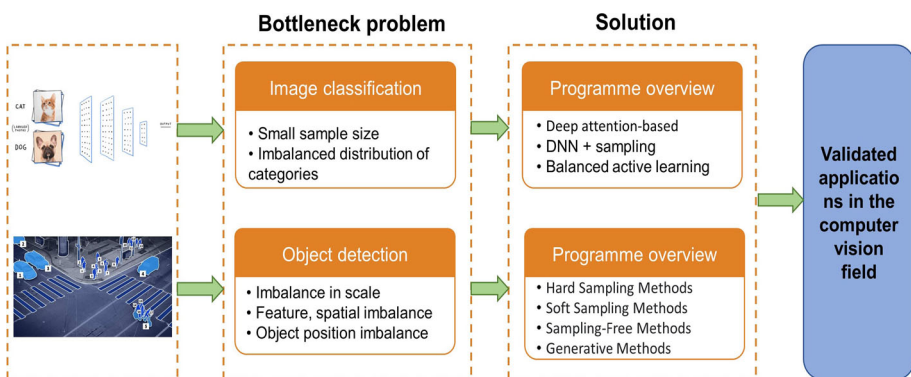 Bottleneck problem
Solution
CAT
DOG
Image classification
• Small sample size
• Imbalanced distribution of
categories
Programme overview
• Deep attention-based
• DNN + sampling
• Balanced active learning
Object detection
• Imbalance in scale
• Feature, spatial imbalance
• Object position imbalance
Programme overview
• Hard Sampling Methods
• Soft Sampling Methods
• Sampling-Free Methods
• Generative Methods
Validated
applicatio
ns in the
computer
vision
field